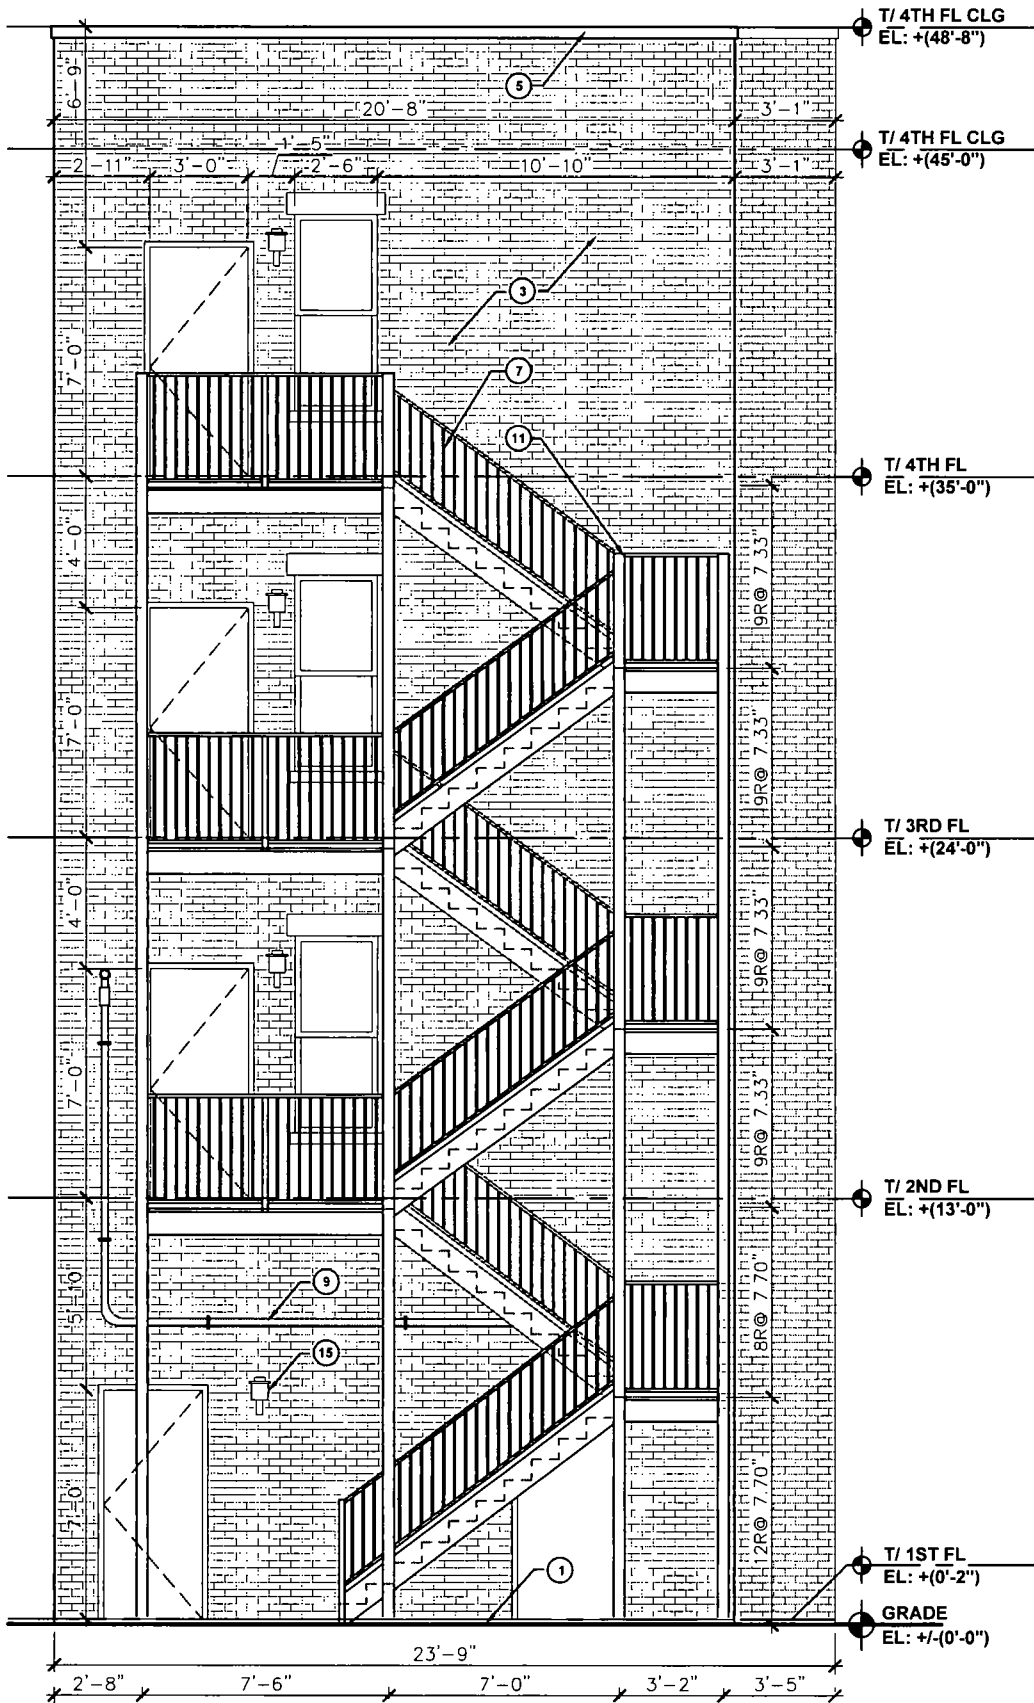 T/ 4TH FL CLG
EL: +(48'-8")
6'-9"
5
20'-8"
3'-1"
T/ 4TH FL CLG
EL: +(45'-0")
1'-5"
2'-11"
3'-0"
2'-6"
10'-10"
3'-1"
3
7'-0"
7
11
T/ 4TH FL
EL: +(35'-0")
4'-0"
9R@ 7.33"
7'-0"
9R@ 7.33"
T/ 3RD FL
EL: +(24'-0")
4'-0"
9R@ 7.33"
7'-0"
9R@ 7.33"
T/ 2ND FL
EL: +(13'-0")
5'-10"
9
8R@ 7.70"
15
7'-0"
12R@ 7.70"
1
T/ 1ST FL
EL: +(0'-2")
GRADE
EL: +/-(0'-0")
23'-9"
2'-8"
7'-6"
7'-0"
3'-2"
3'-5"